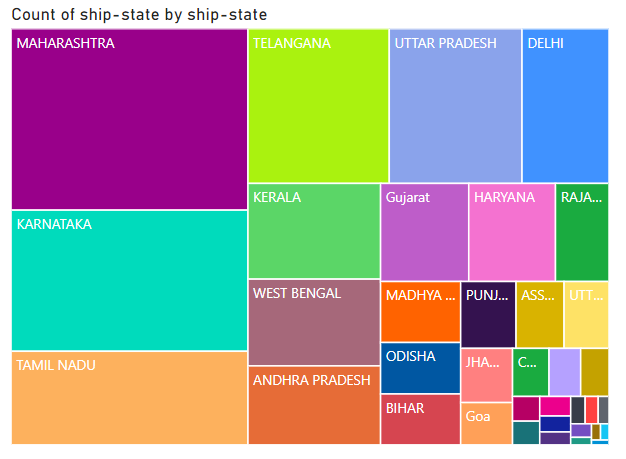 Count of ship-state by ship-state
MAHARASHTRA
TELANGANA
UTTAR PRADESH
DELHI
KERALA
Gujarat
HARYANA
RAJA...
KARNATAKA
WEST BENGAL
MADHYA ...
PUNJ...
ASS...
UTT...
ODISHA
JHA...
C...
TAMIL NADU
ANDHRA PRADESH
BIHAR
Goa